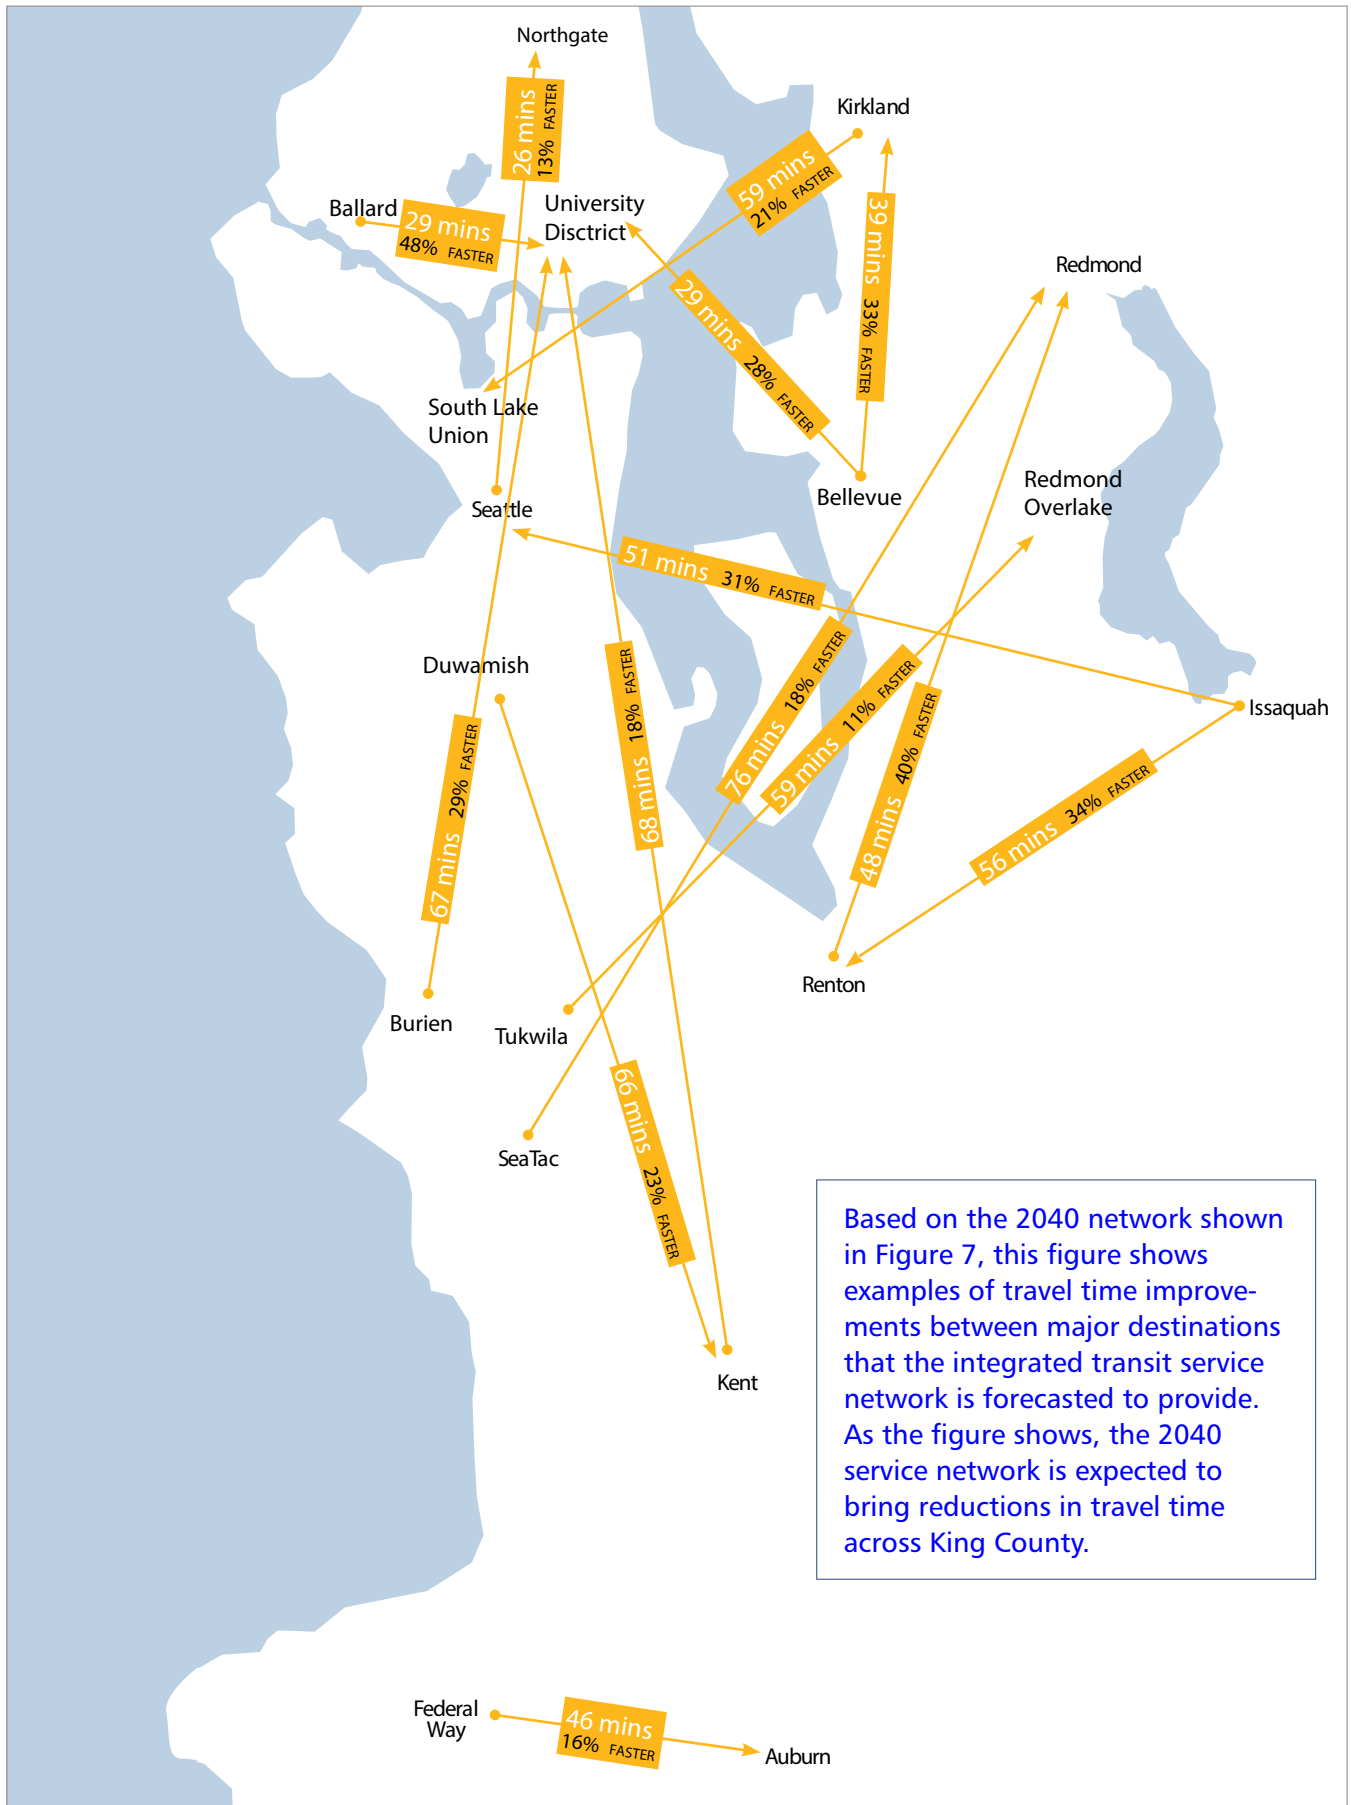 Northgate
Kirkland
26 mins
13% FASTER
59 mins
21% FASTER
Ballard
29 mins
48% FASTER
University
Disctrict
39 mins 33% FASTER
Redmond
29 mins 28% FASTER
South Lake
Union
Seattle
Bellevue
Redmond
Overlake
51 mins 31% FASTER
Duwamish
67 mins 29% FASTER
68 mins 18% FASTER
76 mins 18% FASTER
59 mins 11% FASTER
48 mins 40% FASTER
56 mins 34% FASTER
Issaquah
Renton
Burien
Tukwila
66 mins 23% FASTER
SeaTac
Kent
Based on the 2040 network shown
in Figure 7, this figure shows
examples of travel time improve-
ments between major destinations
that the integrated transit service
network is forecasted to provide.
As the figure shows, the 2040
service network is expected to
bring reductions in travel time
across King County.
Federal
Way
46 mins
16% FASTER
Auburn